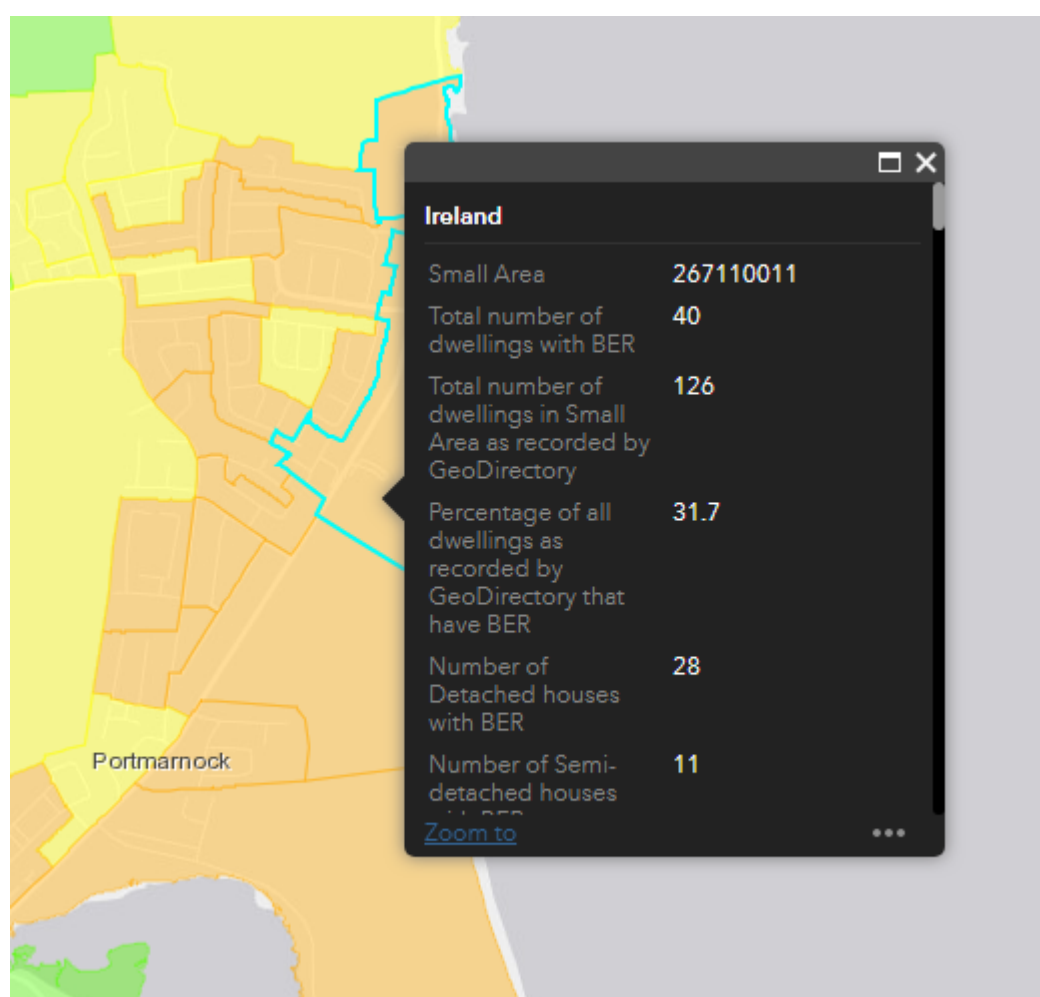 Ireland
Small Area 267110011
Total number of 40
dwellings with BER
Total number of 126
dwellings in Small
Area as recorded by
GeoDirectory
Percentage of all 31.7
dwellings as
recorded by
GeoDirectory that
have BER
Number of 28
Detached houses
with BER
Number of Semi- 11
detached houses
Zoom to
Portmarnock